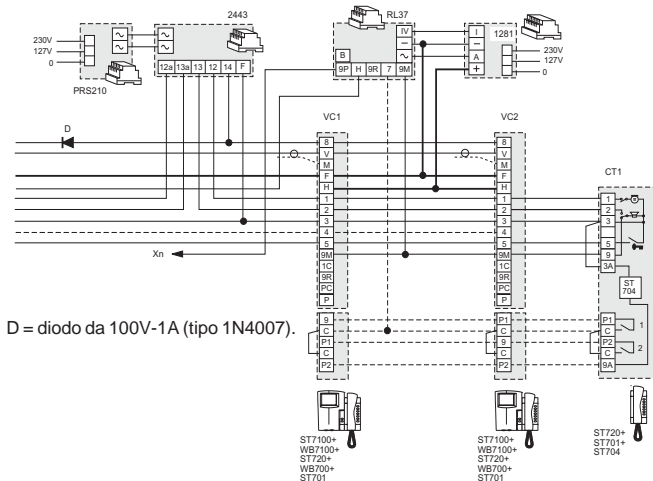 2443
RL37
230V
127V
0
PRS210
12a 13a 13 12 14 F
B
IV
9P H 9R 7 9M
I
A
+
1281
230V
127V
0
D
VC1
8
V
M
F
H
1
2
3
4
5
9M
1C
9R
PC
P
9
C
P1
C
P2
VC2
8
V
M
F
H
1
2
3
4
5
9M
1C
9R
PC
P
P1
C
9
C
P2
CT1
1
2
3
5
9
3A
ST
704
P1
C
P2
C
9A
1
2
Xn
D = diodo da 100V-1A (tipo 1N4007).
ST7100+
WB7100+
ST720+
WB700+
ST701
ST7100+
WB7100+
ST720+
WB700+
ST701
ST720+
ST701+
ST704